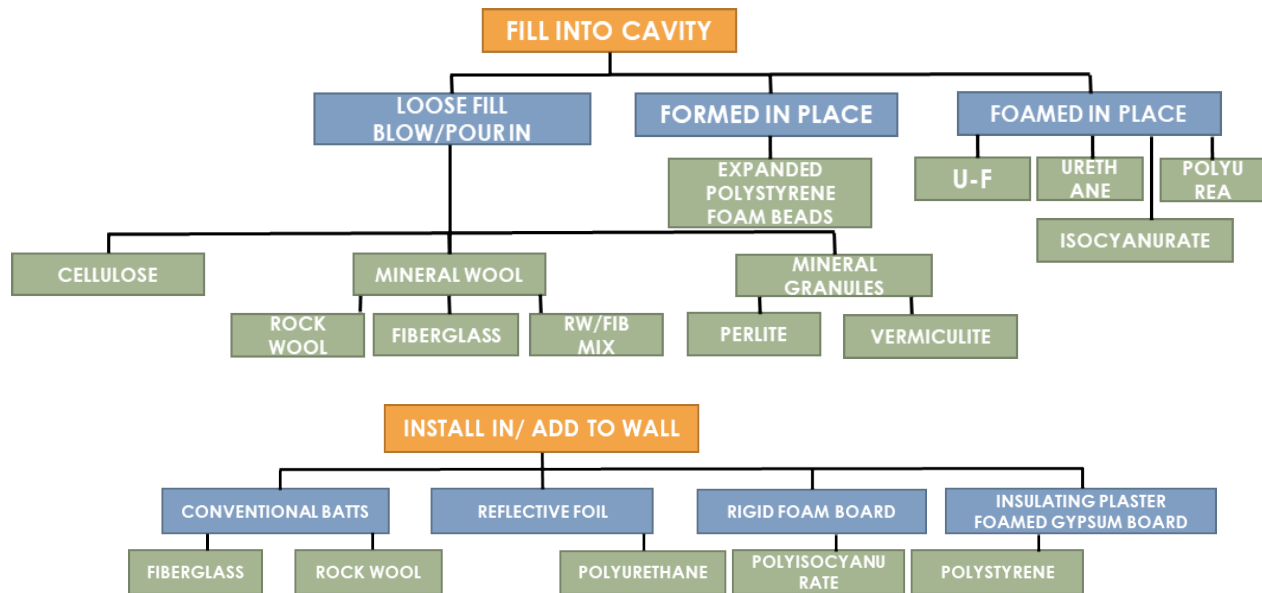 FILL INTO CAVITY
LOOSE FILL
BLOW/POUR IN
FORMED IN PLACE
FOAMED IN PLACE
EXPANDED
POLYSTYRENE
FOAM BEADS
U-F
URETH
ANE
POLYU
REA
ISOCYANURATE
CELLULOSE
MINERAL WOOL
MINERAL
GRANULES
ROCK
WOOL
FIBERGLASS
RW/FIB
MIX
PERLITE
VERMICULITE
INSTALL IN/ ADD TO WALL
CONVENTIONAL BATTS
REFLECTIVE FOIL
RIGID FOAM BOARD
INSULATING PLASTER
FOAMED GYPSUM BOARD
FIBERGLASS
ROCK WOOL
POLYURETHANE
POLYISOCYANU
RATE
POLYSTYRENE